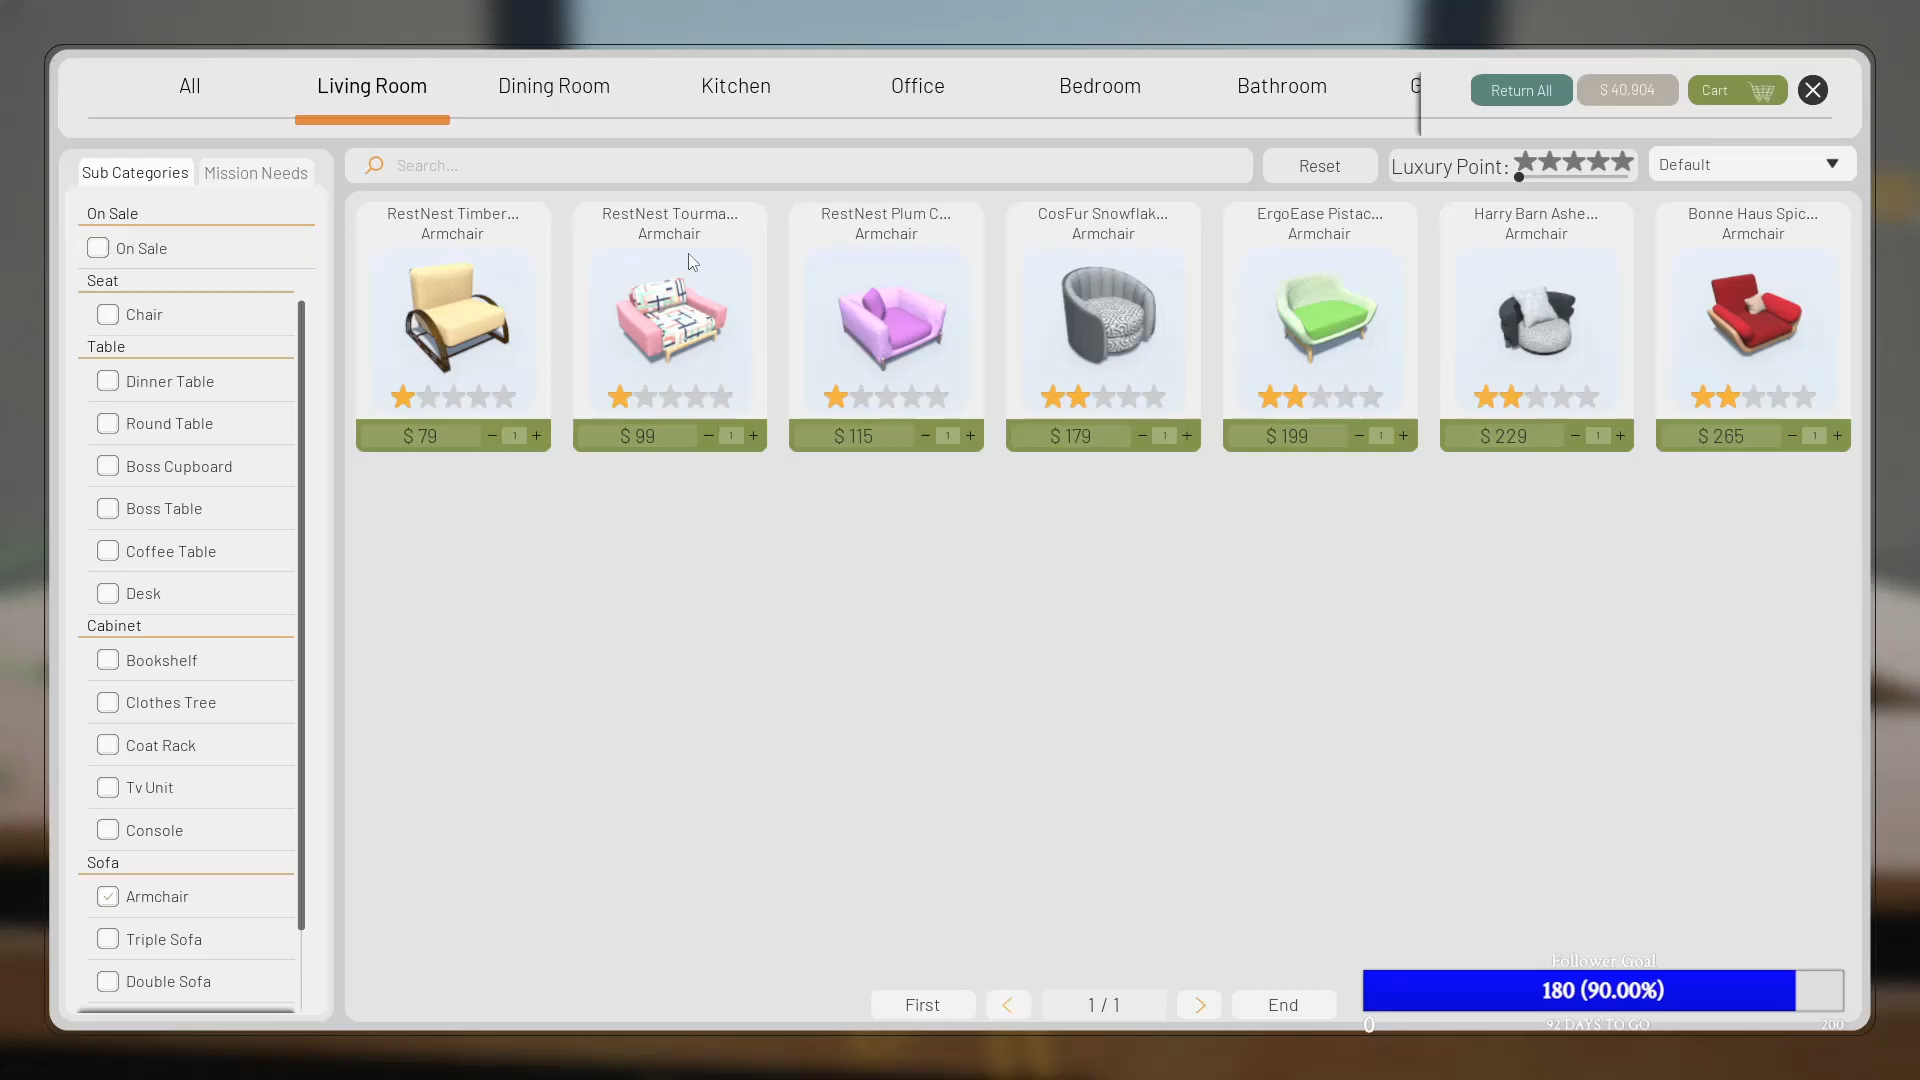 All
Living Room
Dining Room
Kitchen
Office
Bedroom
Bathroom
Return All
$ 40,904
Cart
Sub Categories
Mission Needs
Search...
Reset
Luxury Point:
Default
On Sale
On Sale
Seat
Chair
Table
Dinner Table
Round Table
Boss Cupboard
Boss Table
Coffee Table
Desk
Cabinet
Bookshelf
Clothes Tree
Coat Rack
Tv Unit
Console
Sofa
Armchair
Triple Sofa
Double Sofa
RestNest Timber...
Armchair
$ 79
− 1 +
RestNest Tourma...
Armchair
$ 99
− 1 +
RestNest Plum C...
Armchair
$ 115
− 1 +
CosFur Snowflak...
Armchair
$ 179
− 1 +
ErgoEase Pistac...
Armchair
$ 199
− 1 +
Harry Barn Ashe...
Armchair
$ 229
− 1 +
Bonne Haus Spic...
Armchair
$ 265
− 1 +
First
<
1 / 1
>
End
Follower Goal
180 (90.00%)
0
92 DAYS TO GO
200